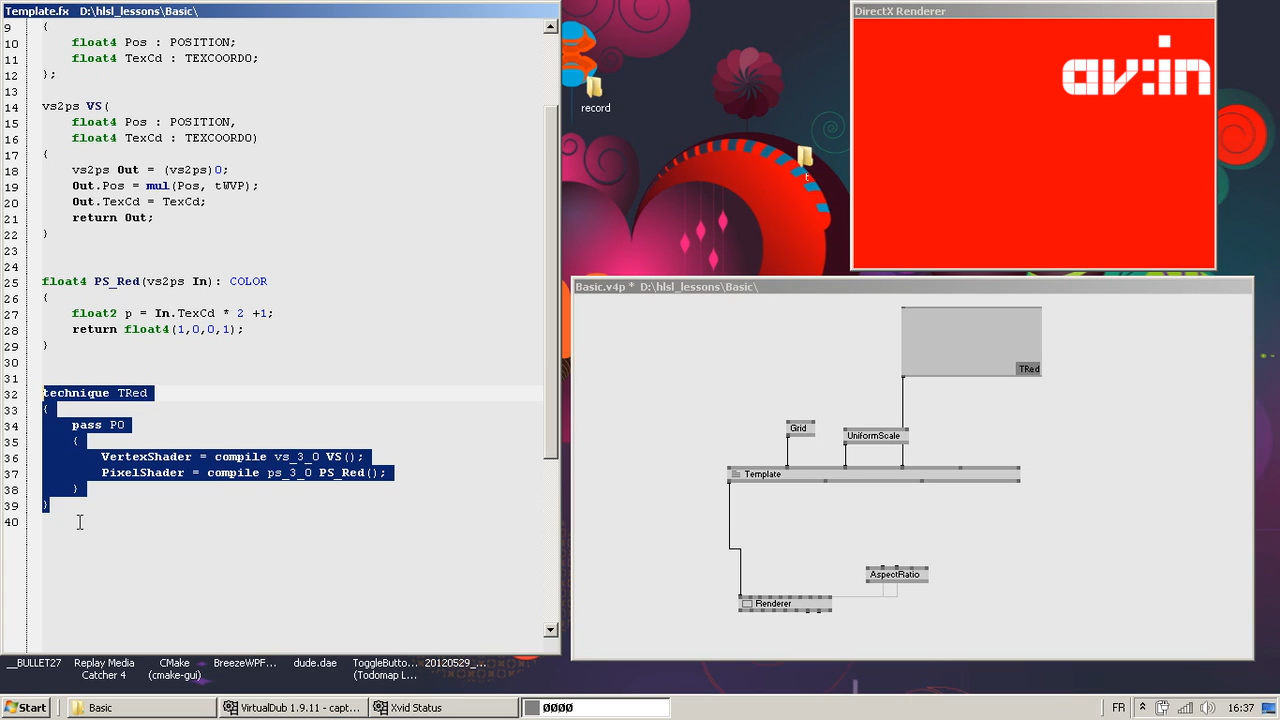 Template.fx D:\hlsl_lessons\Basic\
9 {
10 float4 Pos : POSITION;
11 float4 TexCd : TEXCOORD0;
12 };
13
14 vs2ps VS(
15 float4 Pos : POSITION,
16 float4 TexCd : TEXCOORD0)
17 {
18 vs2ps Out = (vs2ps)0;
19 Out.Pos = mul(Pos, tWVP);
20 Out.TexCd = TexCd;
21 return Out;
22 }
23
24
25 float4 PS_Red(vs2ps In): COLOR
26 {
27 float2 p = In.TexCd * 2 +1;
28 return float4(1,0,0,1);
29 }
30
31
32 technique TRed
33 {
34 pass P0
35 {
36 VertexShader = compile vs_3_0 VS();
37 PixelShader = compile ps_3_0 PS_Red();
38 }
39 }
40
record
t
DirectX Renderer
av:in
Basic.v4p * D:\hlsl_lessons\Basic\
TRed
Grid
UniformScale
Template
AspectRatio
Renderer
__BULLET27
Replay Media Catcher 4
CMake (cmake-gui)
BreezeWPF...
dude.dae
ToggleButto... (Todomap L...
20120529_...
Start
Basic
VirtualDub 1.9.11 - capt...
Xvid Status
0000
FR
16:37